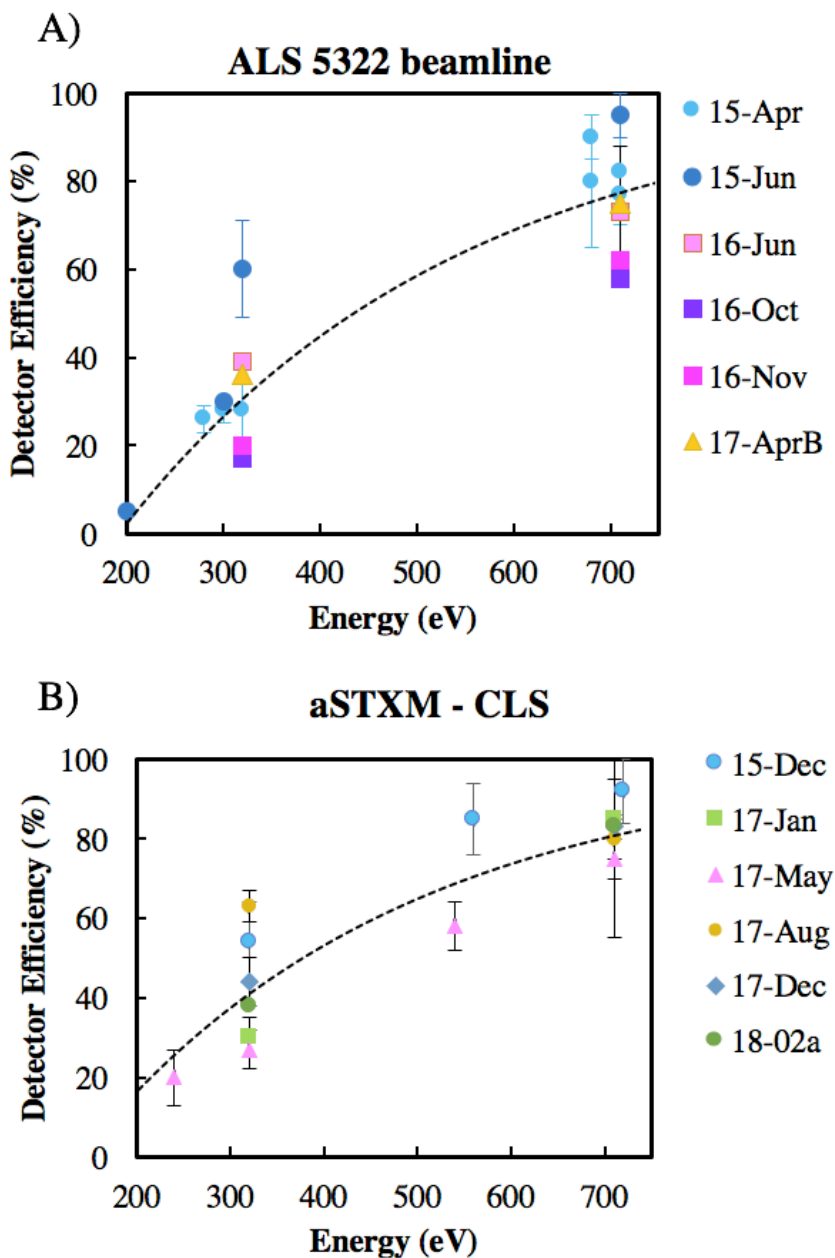 A)
ALS 5322 beamline
Detector Efficiency (%)
100
80
60
40
20
0
200 300 400 500 600 700
Energy (eV)
15-Apr
15-Jun
16-Jun
16-Oct
16-Nov
17-AprB
B)
aSTXM - CLS
Detector Efficiency (%)
100
80
60
40
20
0
200 300 400 500 600 700
Energy (eV)
15-Dec
17-Jan
17-May
17-Aug
17-Dec
18-02a